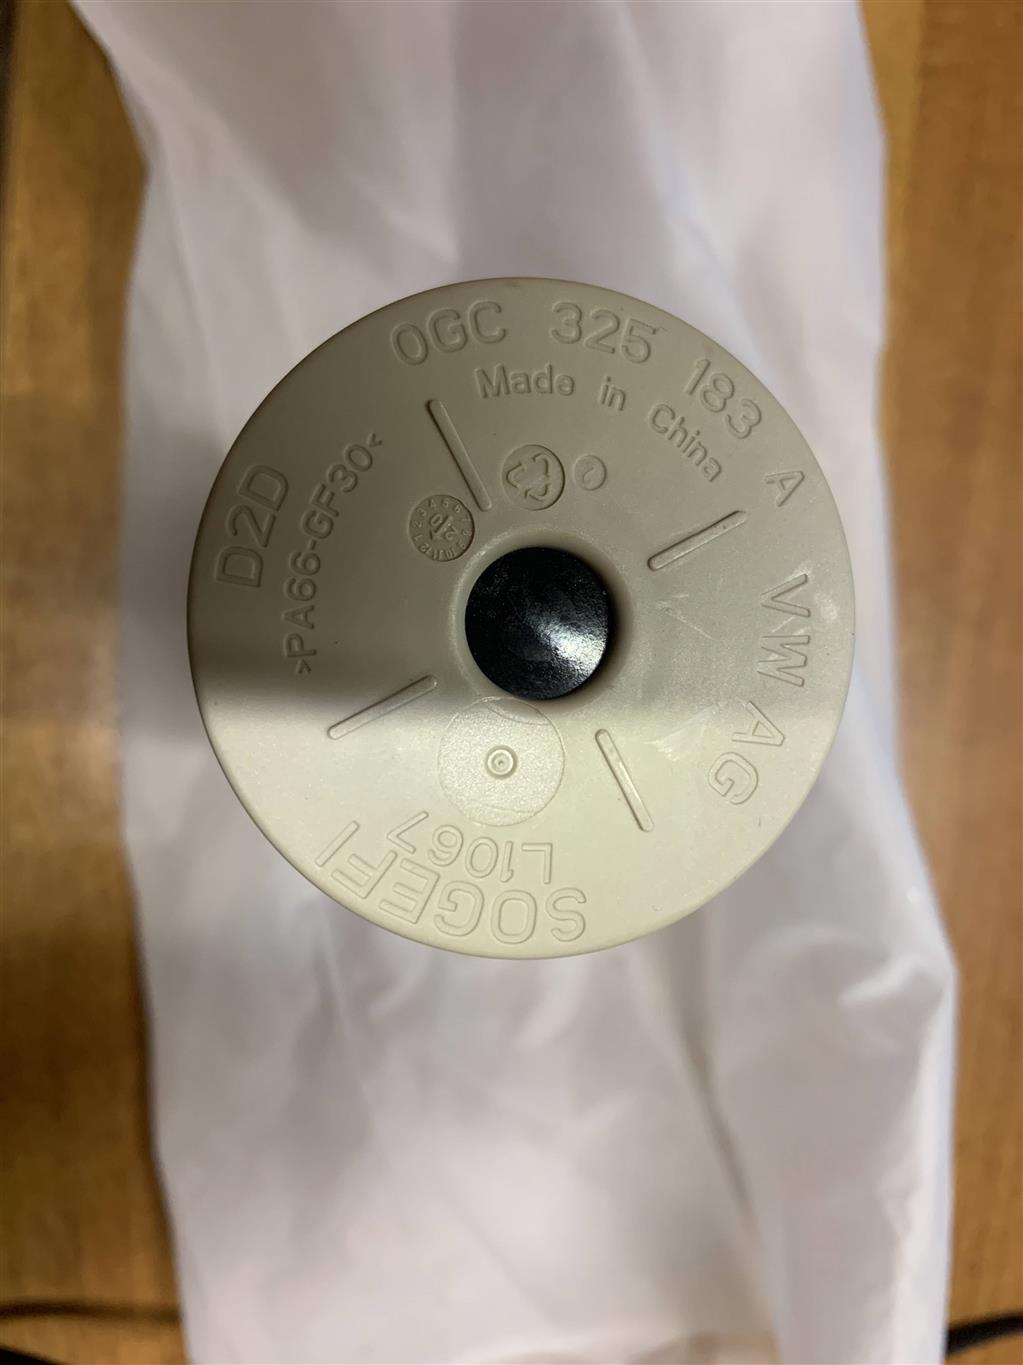 0GC 325 183 A VW AG
Made in China
D2D
>PA66-GF30<
SOGEFI
L1067